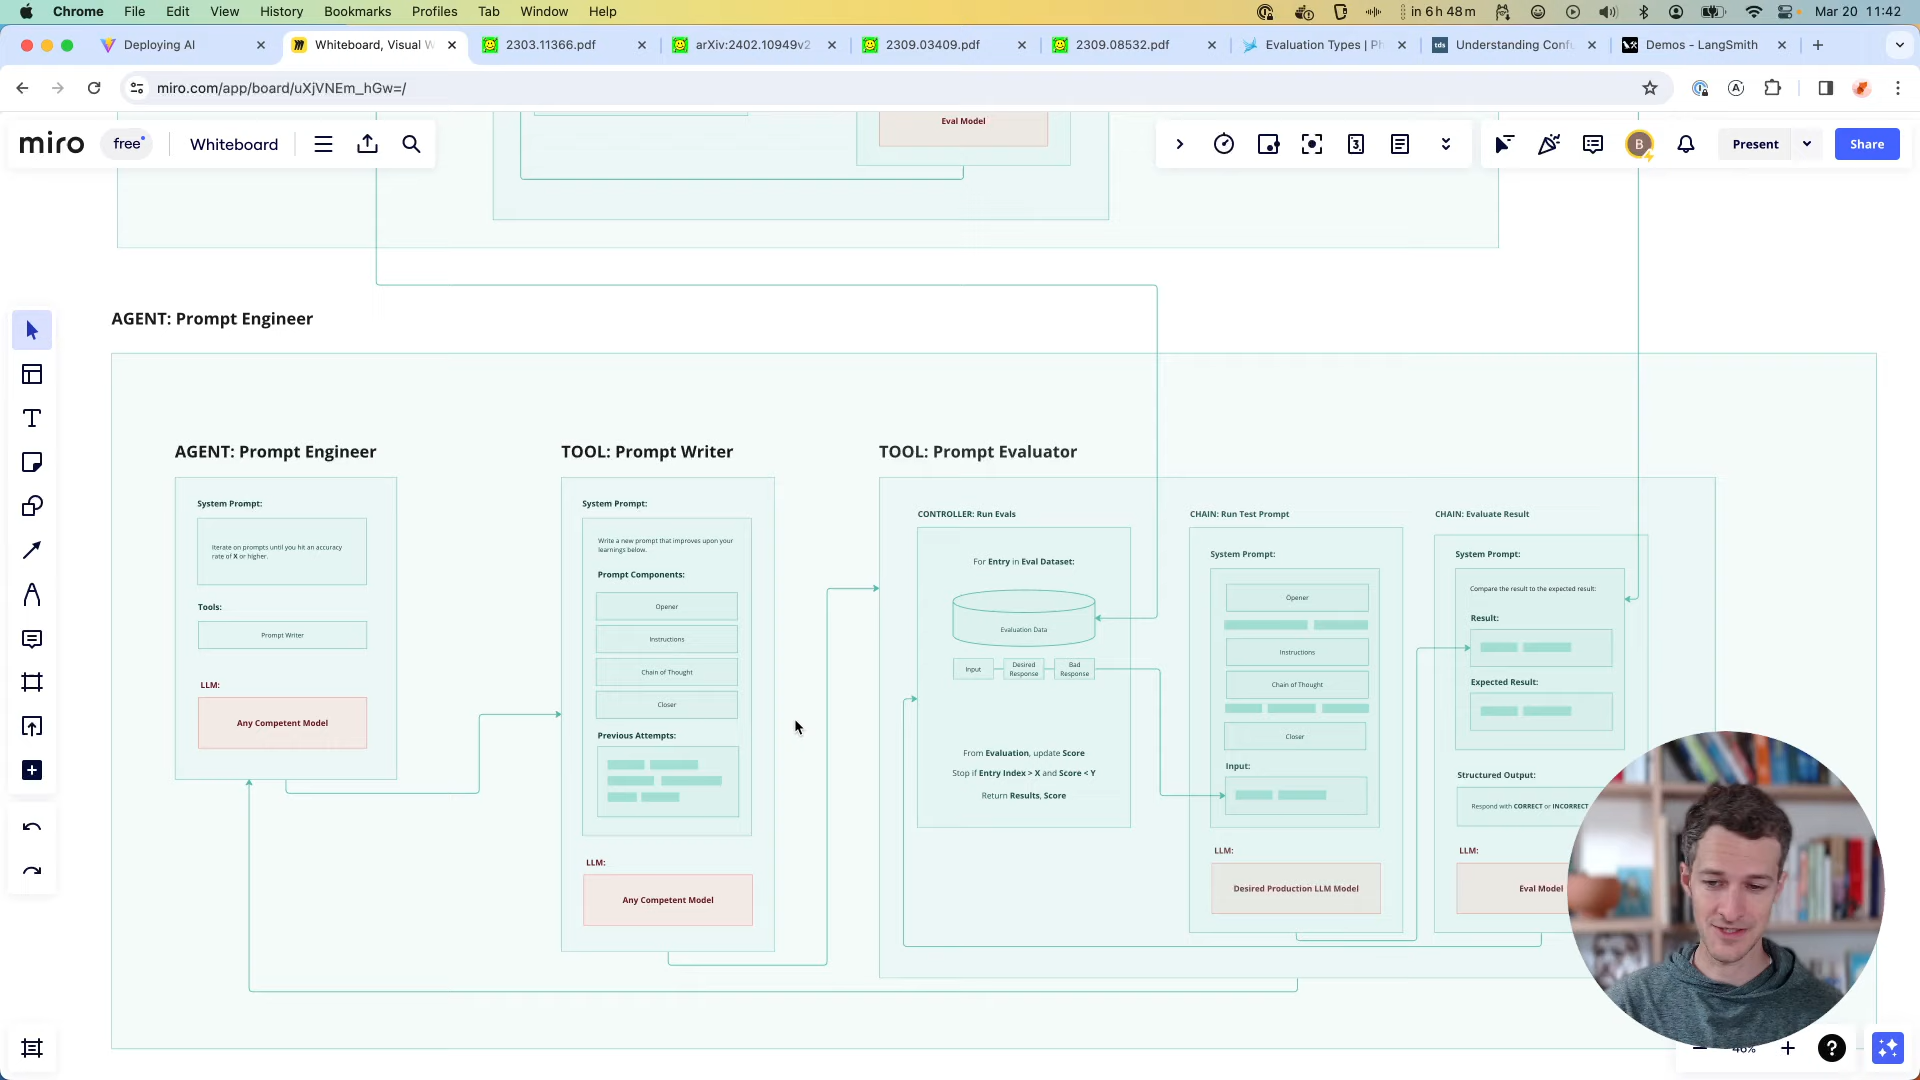 Chrome File Edit View History Bookmarks Profiles Tab Window Help
in 6 h 48 m
Mar 20 11:42
Deploying AI
Whiteboard, Visual W
2303.11366.pdf
arXiv:2402.10949v2
2309.03409.pdf
2309.08532.pdf
Evaluation Types | Ph
tds
Understanding Confu
Demos - LangSmith
miro.com/app/board/uXjVNEm_hGw=/
miro
free
Whiteboard
3
B
Present
Share
Eval Model
AGENT: Prompt Engineer
AGENT: Prompt Engineer
System Prompt:
Iterate on prompts until you hit an accuracy
rate of X or higher.
Tools:
Prompt Writer
LLM:
Any Competent Model
TOOL: Prompt Writer
System Prompt:
Write a new prompt that improves upon your
learnings below.
Prompt Components:
Opener
Instructions
Chain of Thought
Closer
Previous Attempts:
LLM:
Any Competent Model
TOOL: Prompt Evaluator
CONTROLLER: Run Evals
For Entry in Eval Dataset:
Evaluation Data
Input
Desired
Response
Bad
Response
From Evaluation, update Score
Stop if Entry Index > X and Score < Y
Return Results, Score
CHAIN: Run Test Prompt
System Prompt:
Opener
Instructions
Chain of Thought
Closer
Input:
LLM:
Desired Production LLM Model
CHAIN: Evaluate Result
System Prompt:
Compare the result to the expected result:
Result:
Expected Result:
Structured Output:
Respond with CORRECT or INCORRECT
LLM:
Eval Model
?